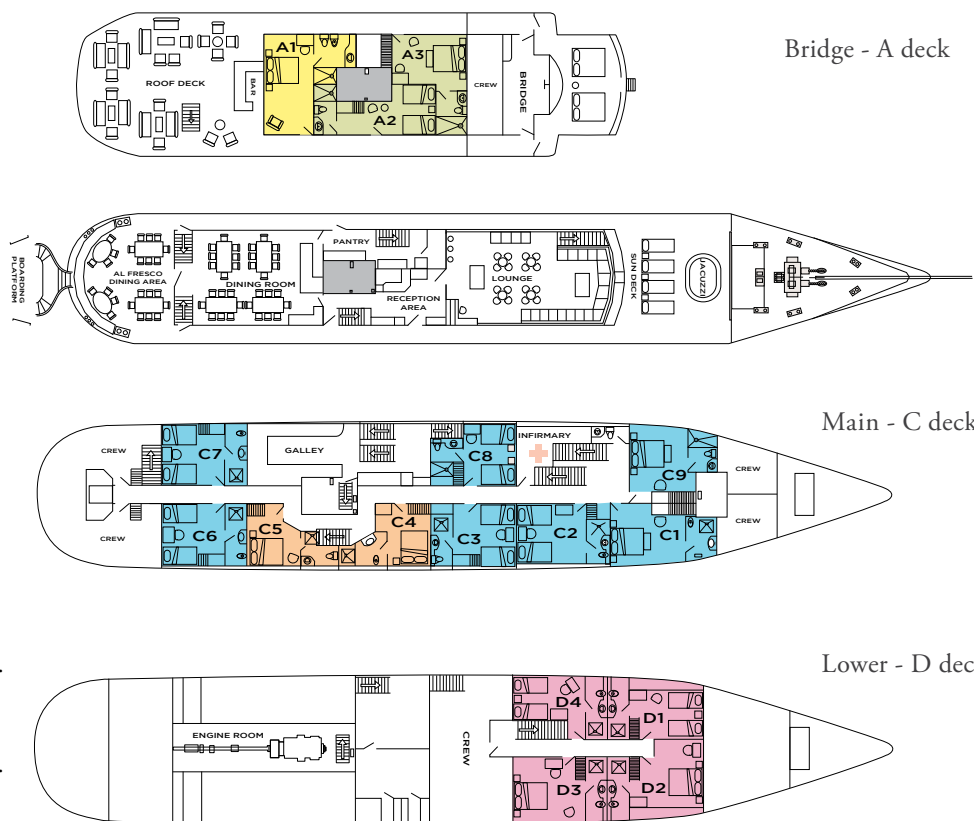 Bridge - A deck
A1
A3
ROOF DECK
BAR
CREW
BRIDGE
A2
BOARDING
PLATFORM
AL FRESCO
DINING AREA
DINING ROOM
PANTRY
RECEPTION
AREA
LOUNGE
SUN DECK
JACUZZI
Main - C deck
CREW
C7
GALLEY
C8
INFIRMARY
C9
CREW
CREW
C6
C5
C4
C3
C2
C1
CREW
Lower - D dec
ENGINE ROOM
CREW
D4
D1
D3
D2